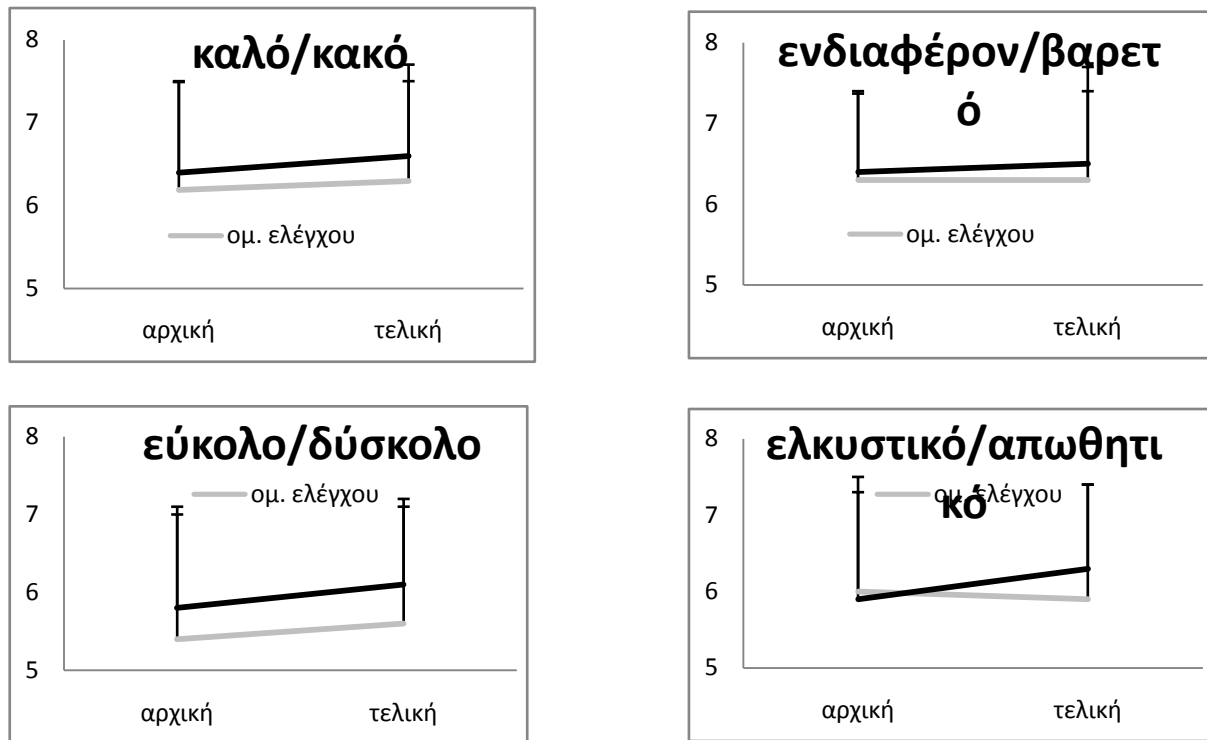 καλό/κακό
8
7
6
5
ομ. ελέγχου
αρχική τελική
ενδιαφέρον/βαρετ
ό
8
7
6
5
ομ. ελέγχου
αρχική τελική
εύκολο/δύσκολο
8
7
6
5
ομ. ελέγχου
αρχική τελική
ελκυστικό/απωθητι
κό
8
7
6
5
ομ. ελέγχου
αρχική τελική